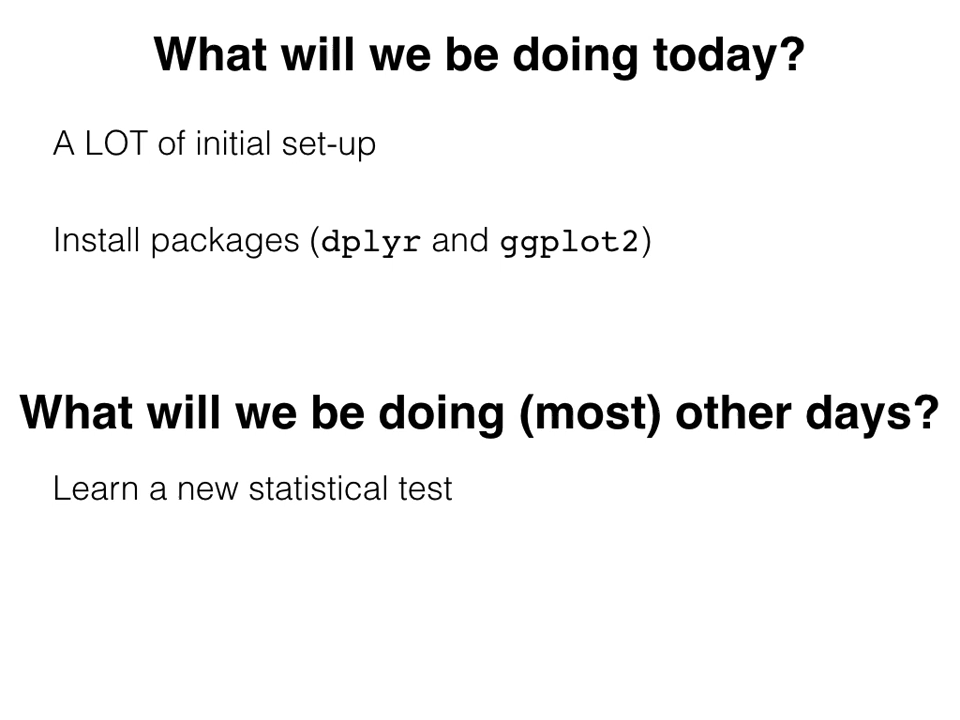 What will we be doing today?
A LOT of initial set-up
Install packages (dplyr and ggplot2)
What will we be doing (most) other days?
Learn a new statistical test